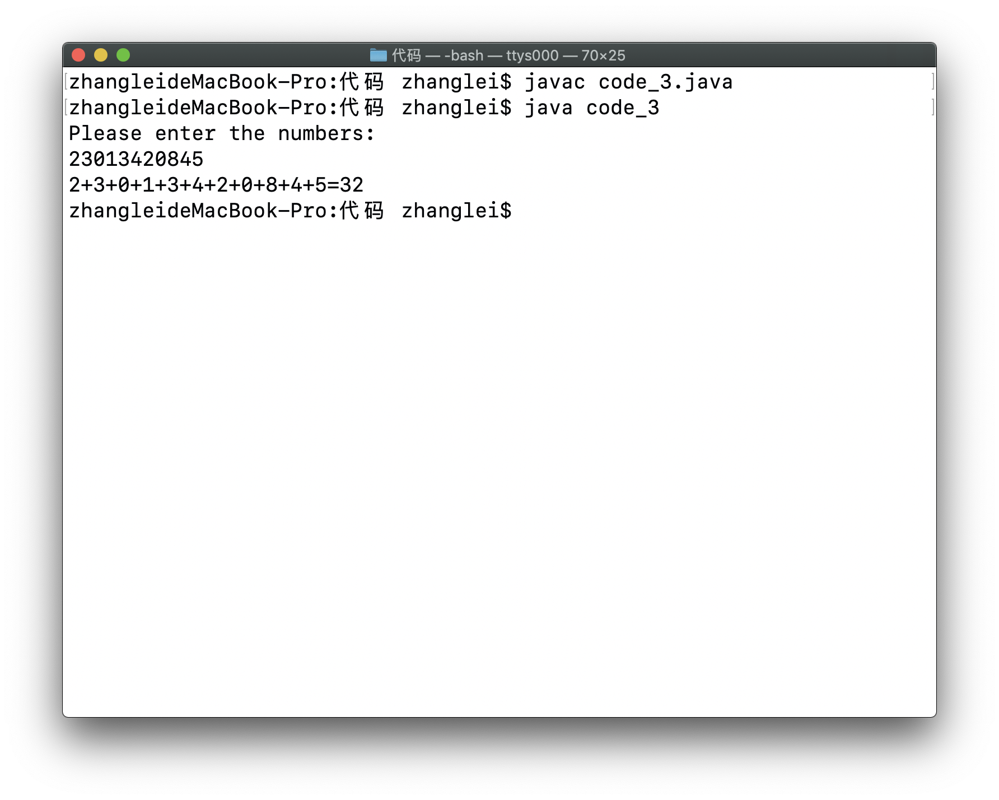 代码 — -bash — ttys000 — 70×25
zhangleideMacBook-Pro:代码 zhanglei$ javac code_3.java
zhangleideMacBook-Pro:代码 zhanglei$ java code_3
Please enter the numbers:
23013420845
2+3+0+1+3+4+2+0+8+4+5=32
zhangleideMacBook-Pro:代码 zhanglei$